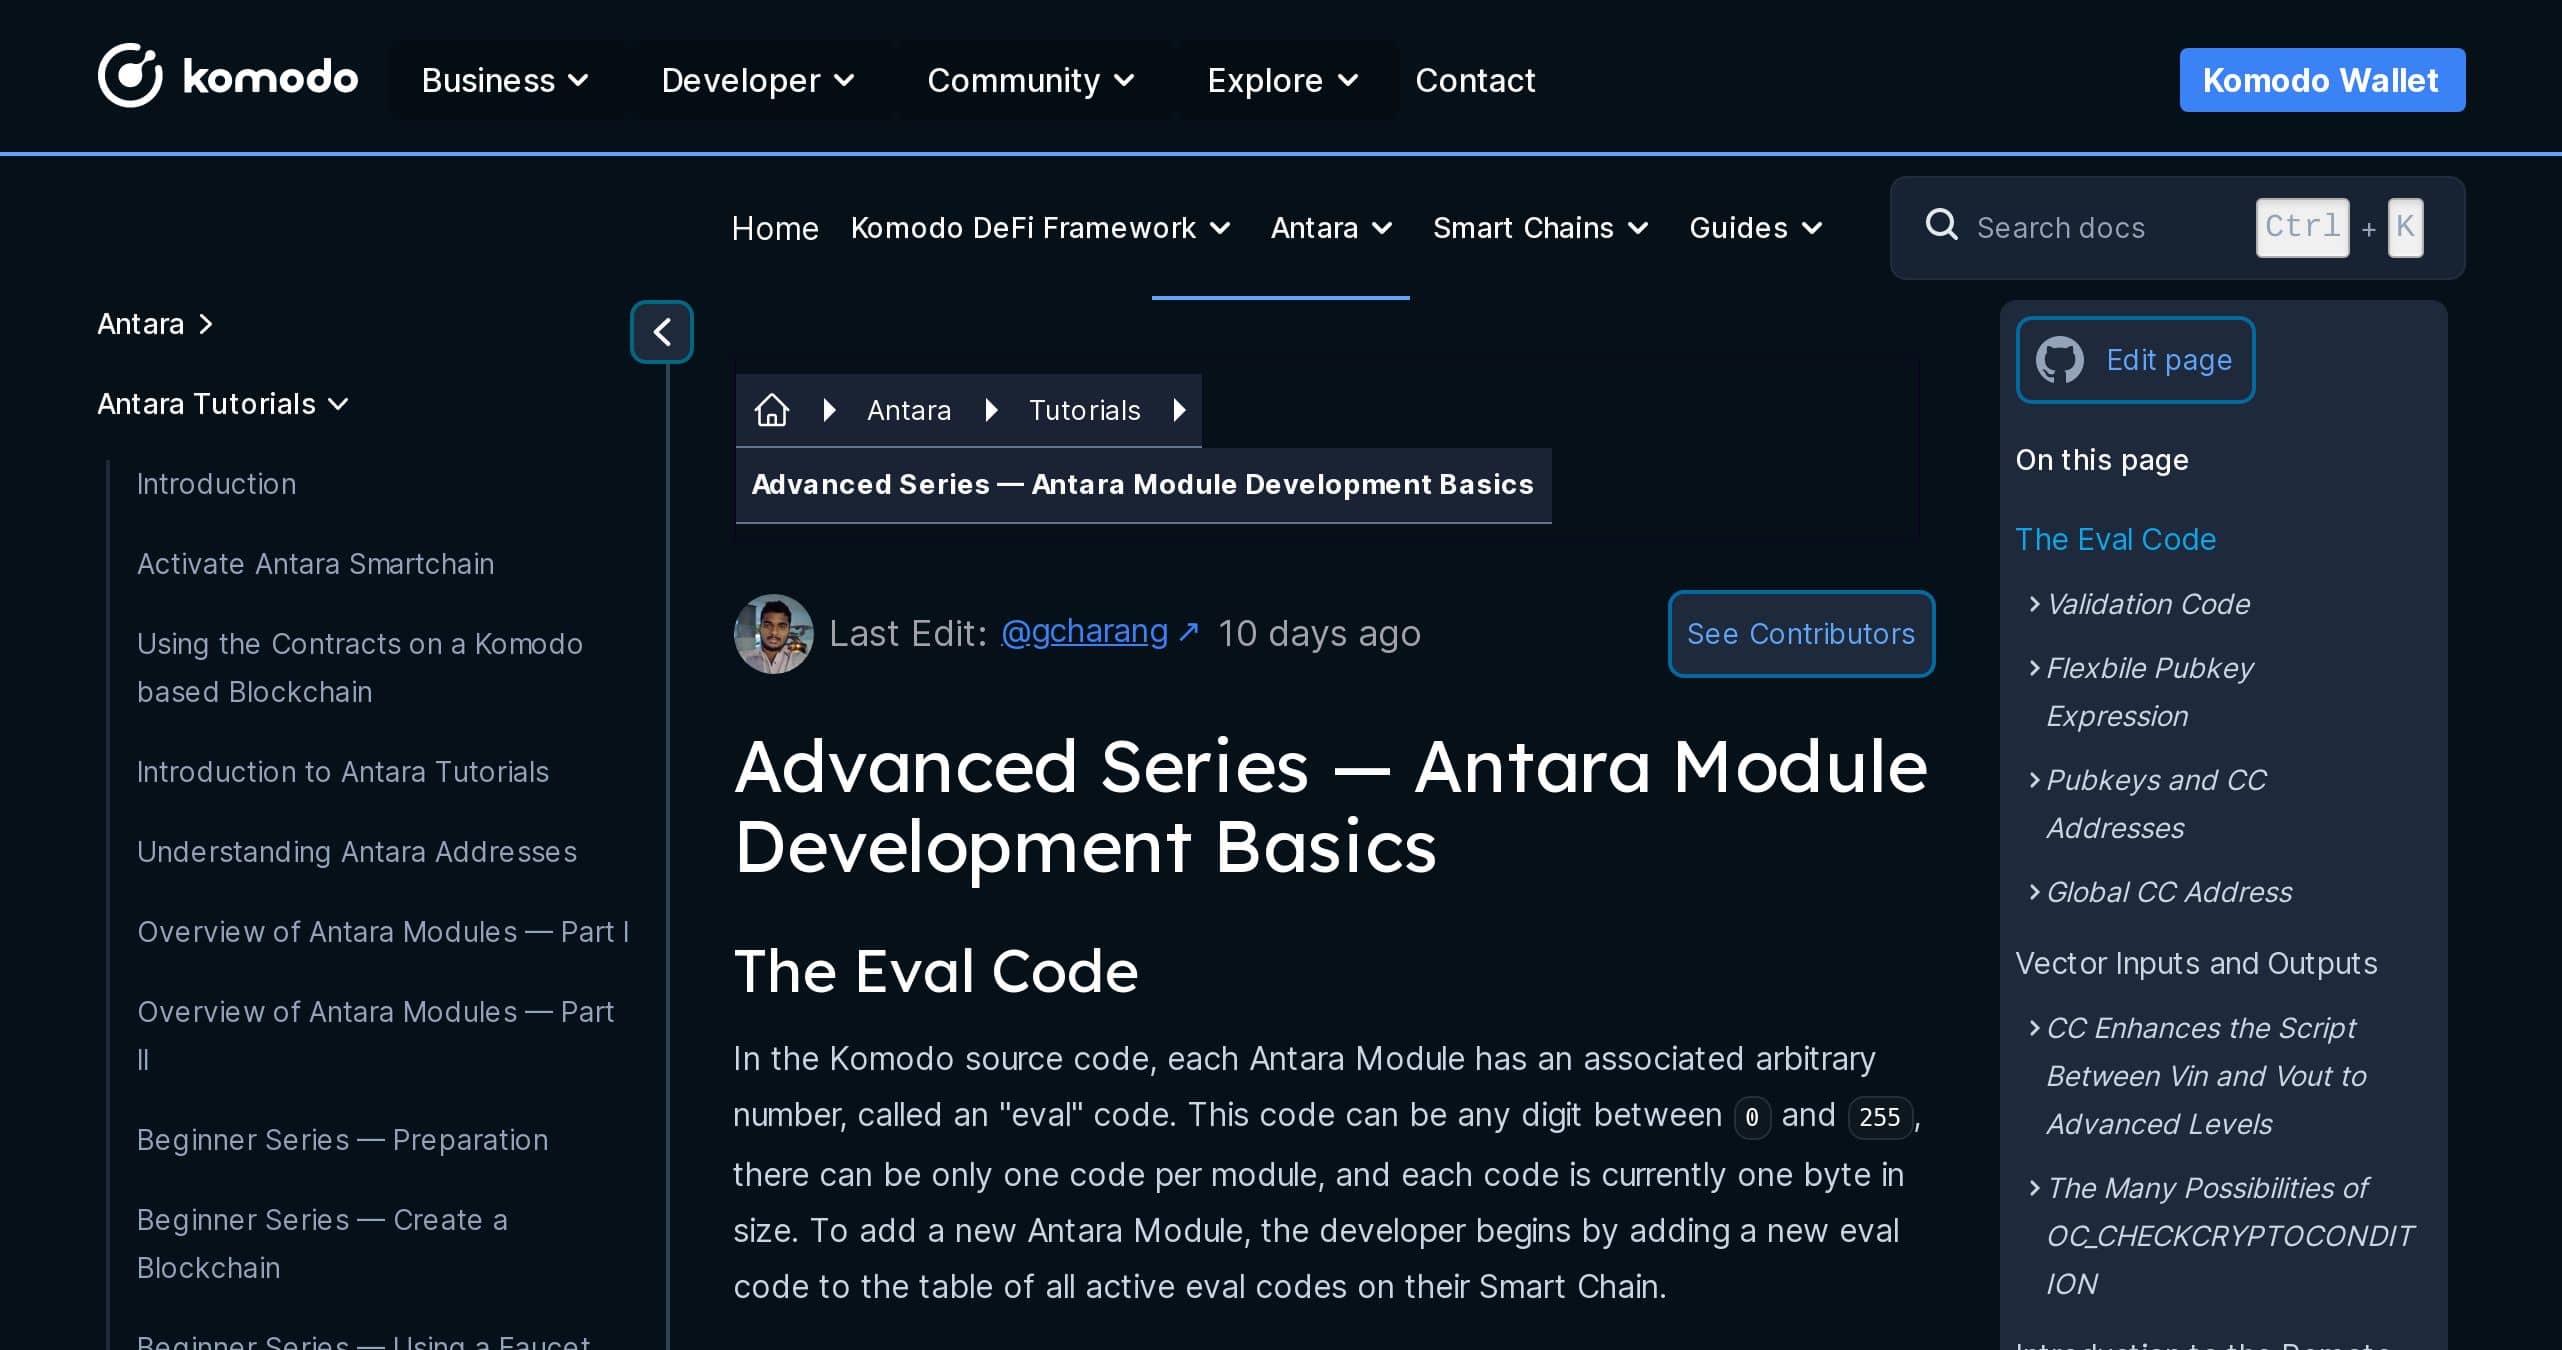 komodo
Business
Developer
Community
Explore
Contact
Komodo Wallet
Home
Komodo DeFi Framework
Antara
Smart Chains
Guides
Search docs
Ctrl + K
Antara
Antara Tutorials
Introduction
Activate Antara Smartchain
Using the Contracts on a Komodo
based Blockchain
Introduction to Antara Tutorials
Understanding Antara Addresses
Overview of Antara Modules — Part I
Overview of Antara Modules — Part
II
Beginner Series — Preparation
Beginner Series — Create a
Blockchain
Beginner Series — Using a Faucet
Antara
Tutorials
Advanced Series — Antara Module Development Basics
Last Edit: @gcharang ↗ 10 days ago
See Contributors
Advanced Series — Antara Module
Development Basics
The Eval Code
In the Komodo source code, each Antara Module has an associated arbitrary
number, called an "eval" code. This code can be any digit between 0 and 255,
there can be only one code per module, and each code is currently one byte in
size. To add a new Antara Module, the developer begins by adding a new eval
code to the table of all active eval codes on their Smart Chain.
Edit page
On this page
The Eval Code
Validation Code
Flexbile Pubkey
Expression
Pubkeys and CC
Addresses
Global CC Address
Vector Inputs and Outputs
CC Enhances the Script
Between Vin and Vout to
Advanced Levels
The Many Possibilities of
OC_CHECKCRYPTOCONDIT
ION
Introduction to the Remote